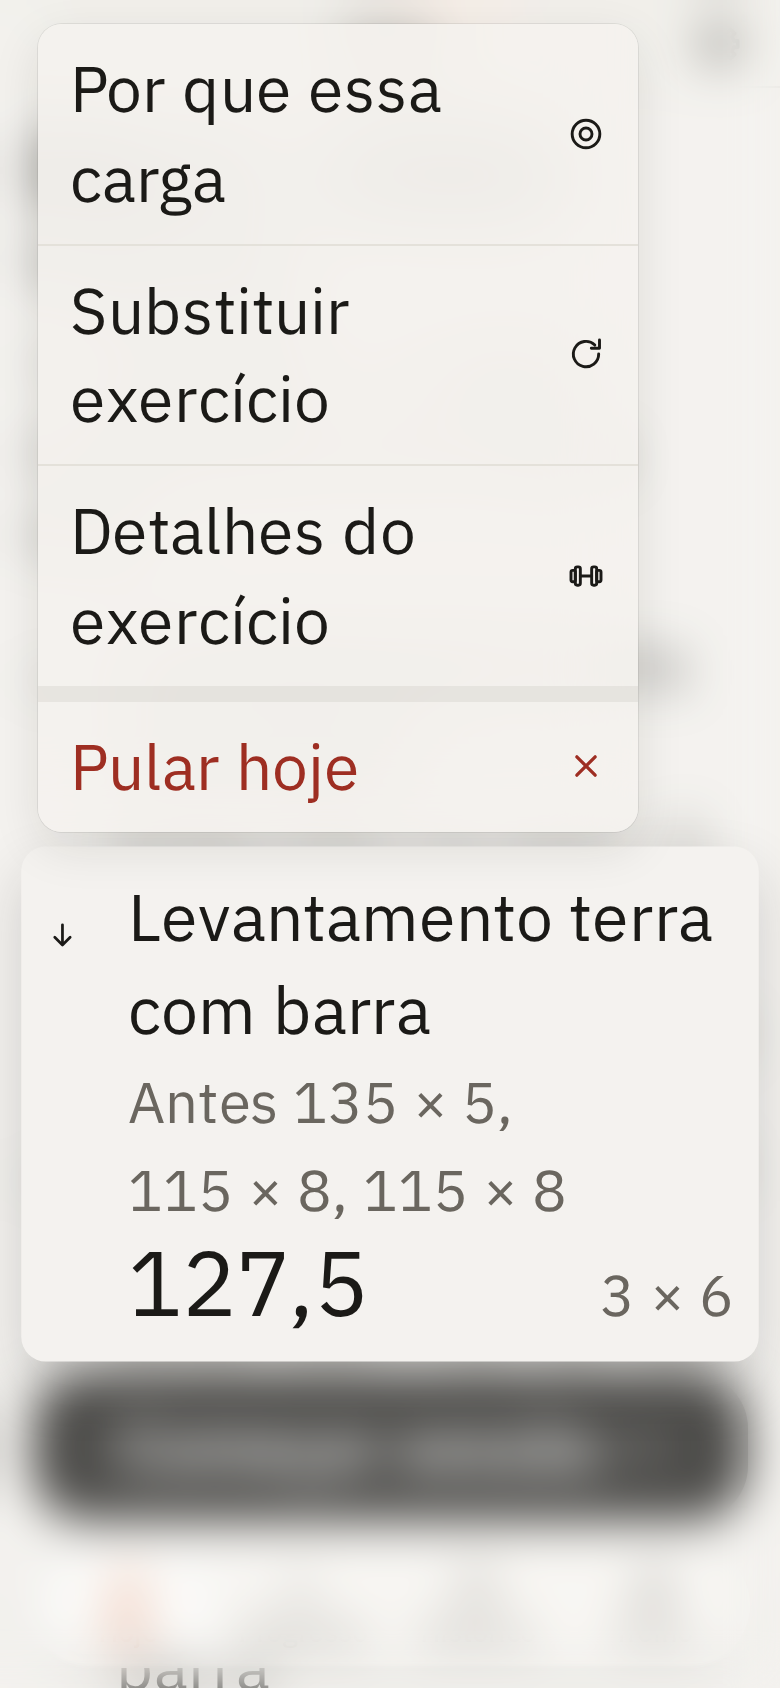 Por que essa
carga
Substituir
exercício
Detalhes do
exercício
Pular hoje
Levantamento terra
com barra
Antes 135 × 5,
115 × 8, 115 × 8
127,5
3 × 6
barra